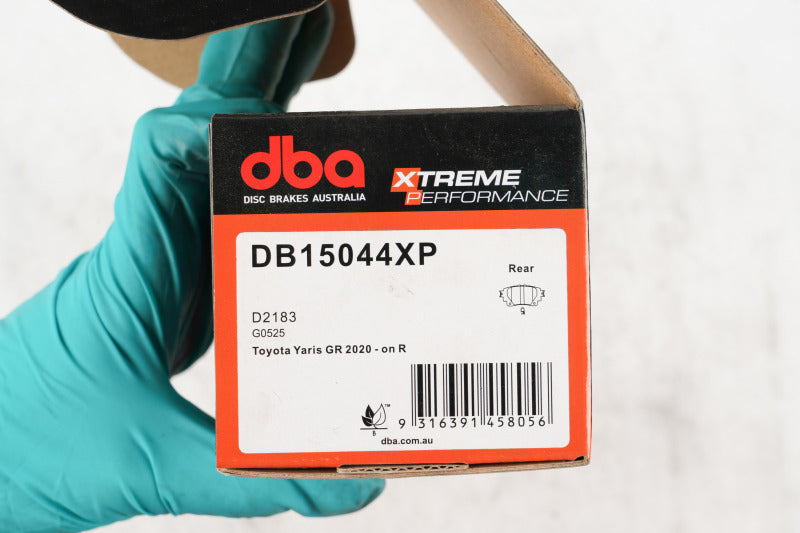 dba
DISC BRAKES AUSTRALIA
XTREME
PERFORMANCE
DB15044XP
Rear
D2183
G0525
Toyota Yaris GR 2020 - on R
TM
B
9 316391 458056
dba.com.au